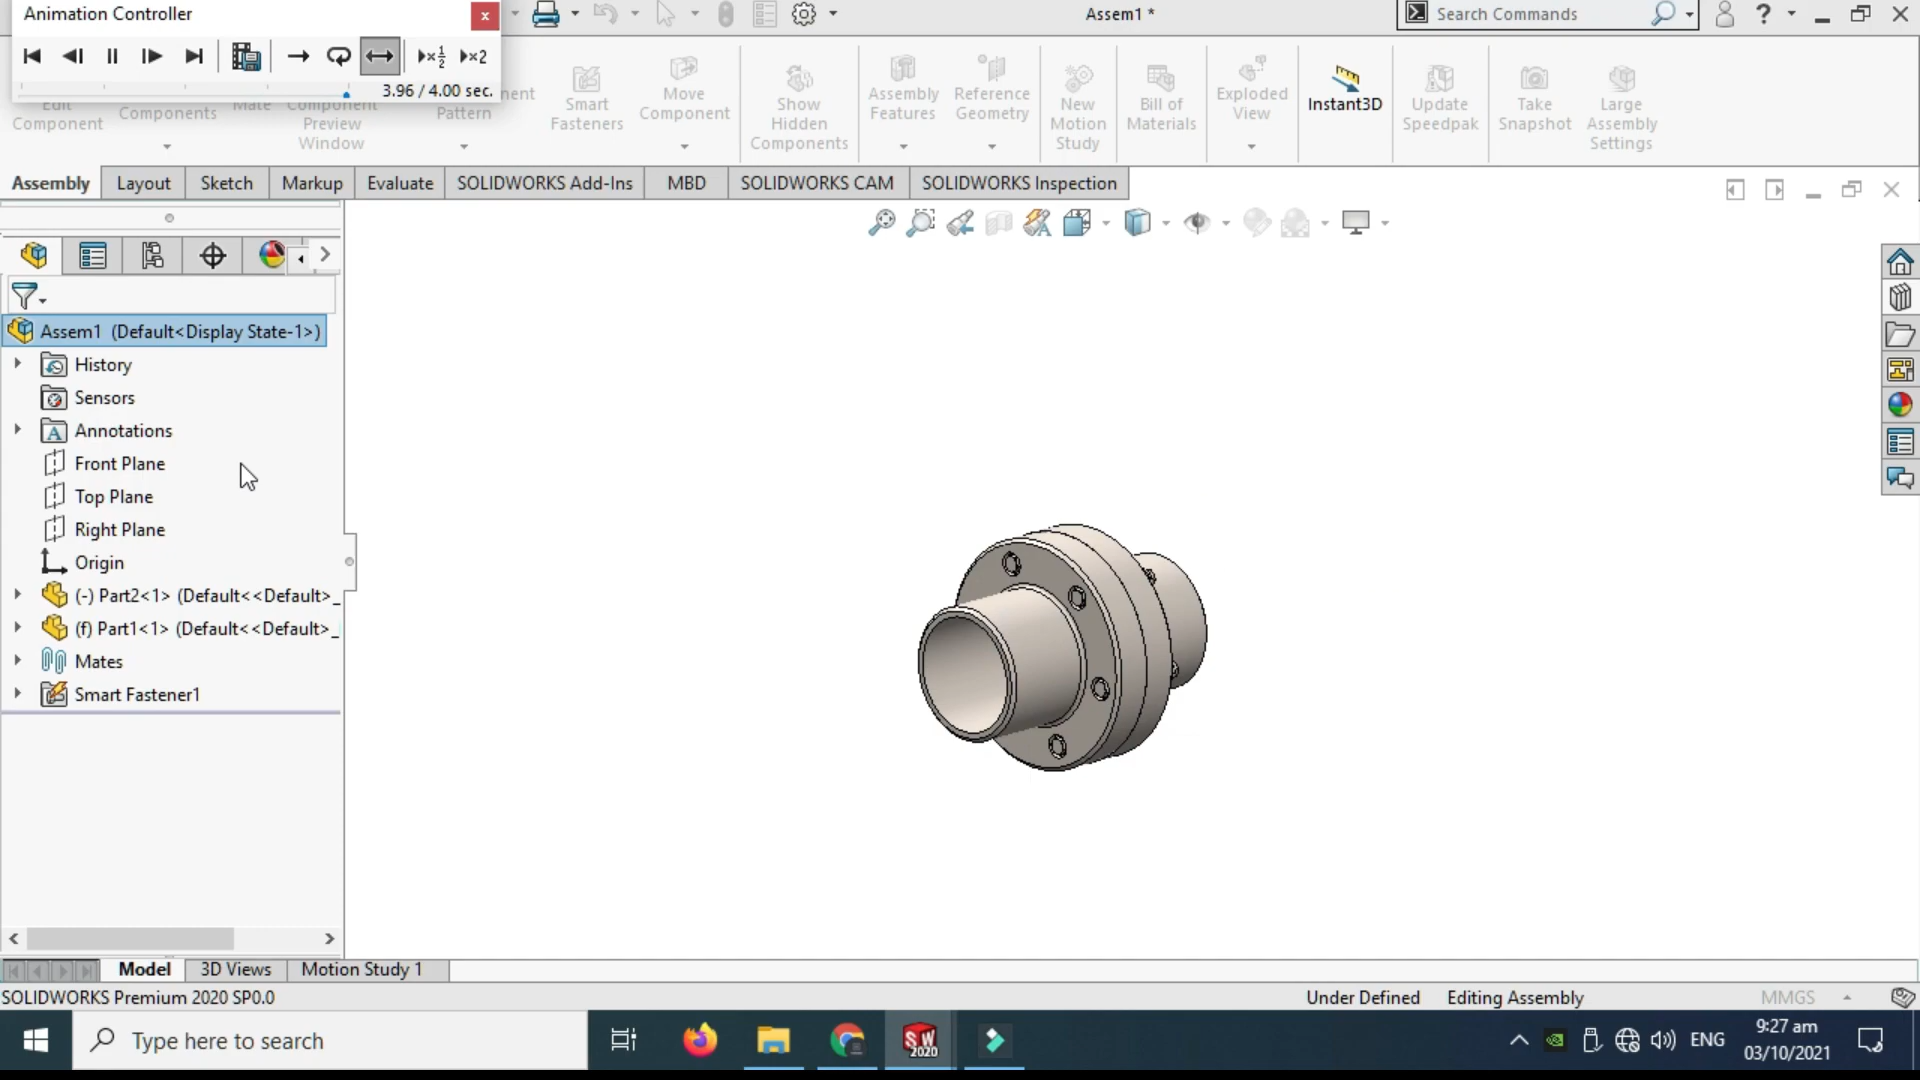 Animation Controller
x
Assem1 *
Search Commands
?
x½ x2
3.96 / 4.00 sec.
Edit Component
Components
Mate
Component Preview Window
Pattern
Smart Fasteners
Move Component
Show Hidden Components
Assembly Features
Reference Geometry
New Motion Study
Bill of Materials
Exploded View
Instant3D
Update Speedpak
Take Snapshot
Large Assembly Settings
Assembly Layout Sketch Markup Evaluate SOLIDWORKS Add-Ins MBD SOLIDWORKS CAM SOLIDWORKS Inspection
Assem1 (Default<Display State-1>)
History
Sensors
Annotations
Front Plane
Top Plane
Right Plane
Origin
(-) Part2<1> (Default<<Default>_
(f) Part1<1> (Default<<Default>_
Mates
Smart Fastener1
Model 3D Views Motion Study 1
SOLIDWORKS Premium 2020 SP0.0
Under Defined
Editing Assembly
MMGS
Type here to search
SW 2020
ENG
9:27 am
03/10/2021